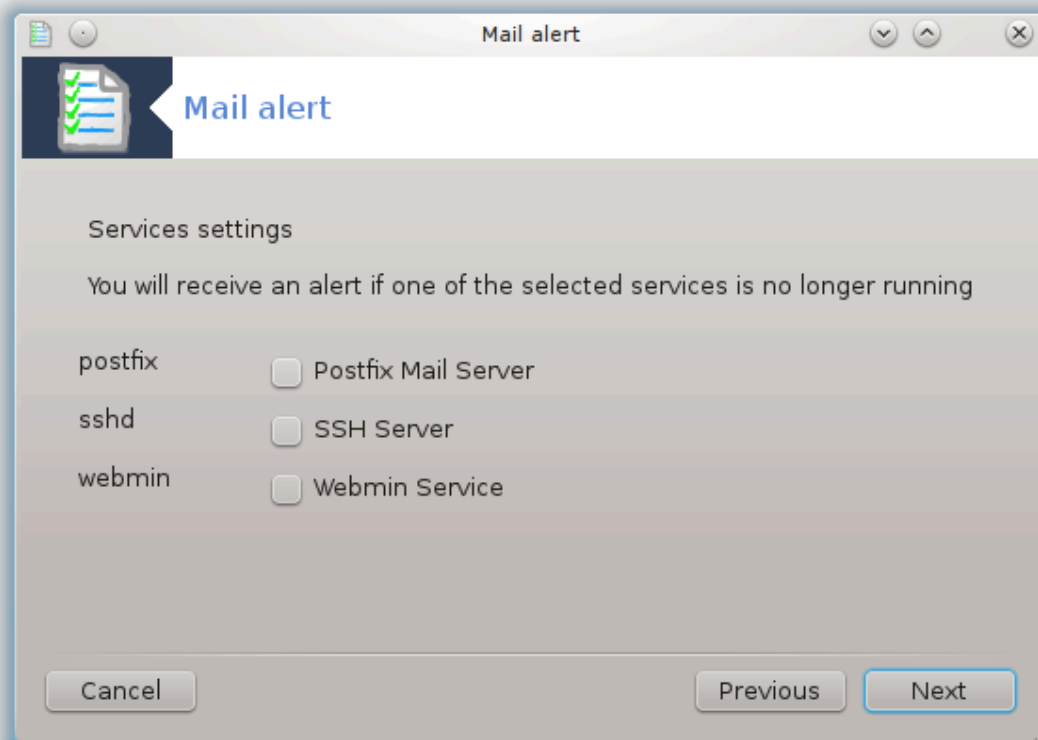 Mail alert
Mail alert
Services settings
You will receive an alert if one of the selected services is no longer running
postfix Postfix Mail Server
sshd SSH Server
webmin Webmin Service
Cancel Previous Next